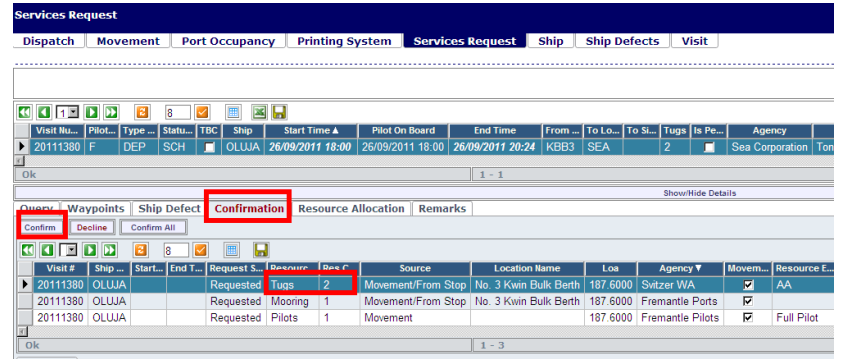 Services Request
Dispatch Movement Port Occupancy Printing System Services Request Ship Ship Defects Visit
1 8
Visit Nu... Pilot... Type ... Statu... TBC Ship Start Time ▲ Pilot On Board End Time From ... To Lo... To Si... Tugs Is Pe... Agency
20111380 F DEP SCH OLUJA 26/09/2011 18:00 26/09/2011 18:00 26/09/2011 20:24 KBB3 SEA 2 Sea Corporation Ton
Ok 1 - 1
Show/Hide Details
Query Waypoints Ship Defect Confirmation Resource Allocation Remarks
Confirm Decline Confirm All
8
Visit # Ship ... Start... End T... Request S... Resourc... Res C... Source Location Name Loa Agency ▼ Movem... Resource E...
20111380 OLUJA Requested Tugs 2 Movement/From Stop No. 3 Kwin Bulk Berth 187.6000 Svitzer WA AA
20111380 OLUJA Requested Mooring 1 Movement/From Stop No. 3 Kwin Bulk Berth 187.6000 Fremantle Ports
20111380 OLUJA Requested Pilots 1 Movement 187.6000 Fremantle Pilots Full Pilot
Ok 1 - 3